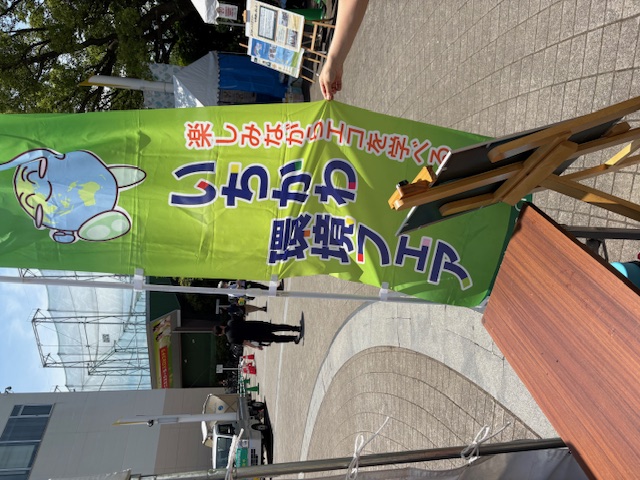 楽しみながらエコを学べる
いちかわ
環境フェア